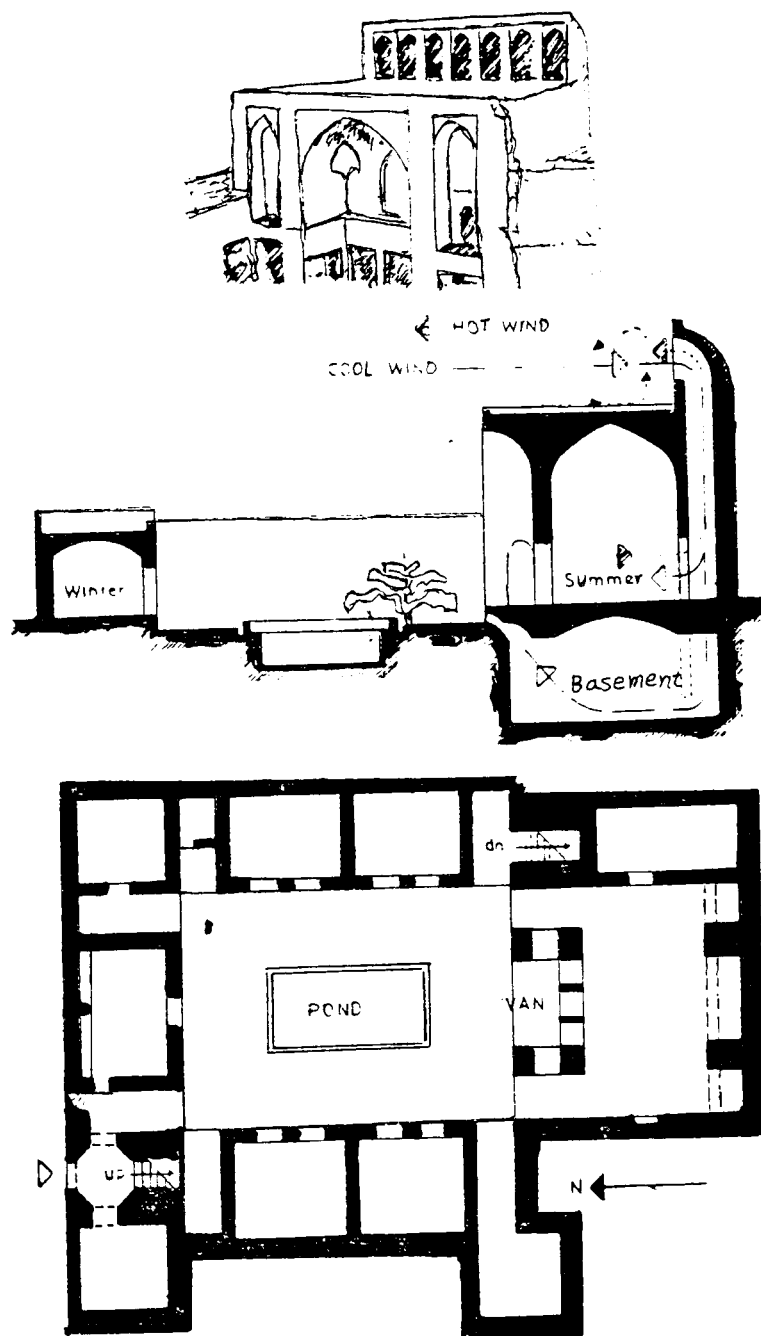 HOT WIND
COOL WIND
Winter
Summer
Basement
dn
POND
VAN
up
N